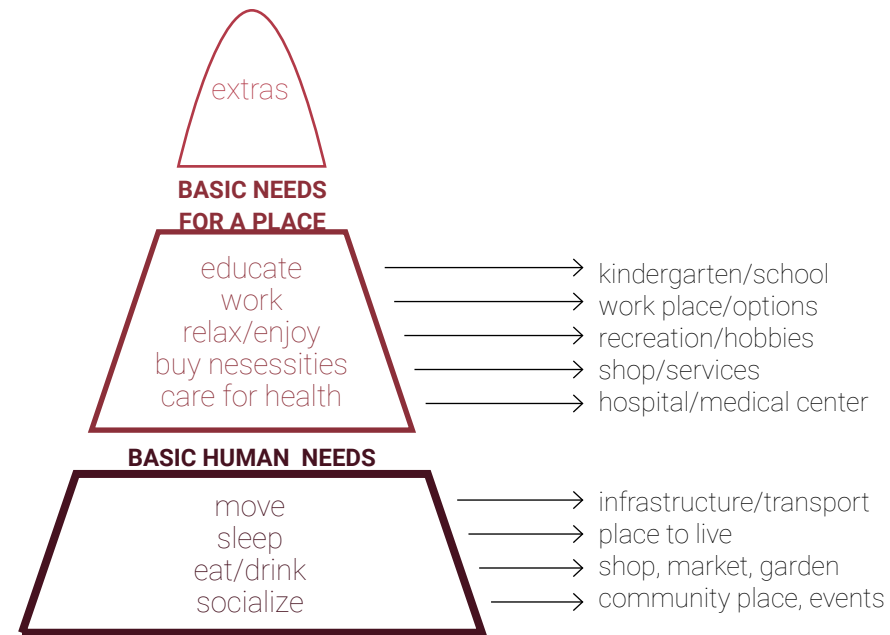 extras
BASIC NEEDS
FOR A PLACE
educate
work
relax/enjoy
buy nesessities
care for health
kindergarten/school
work place/options
recreation/hobbies
shop/services
hospital/medical center
BASIC HUMAN NEEDS
move
sleep
eat/drink
socialize
infrastructure/transport
place to live
shop, market, garden
community place, events